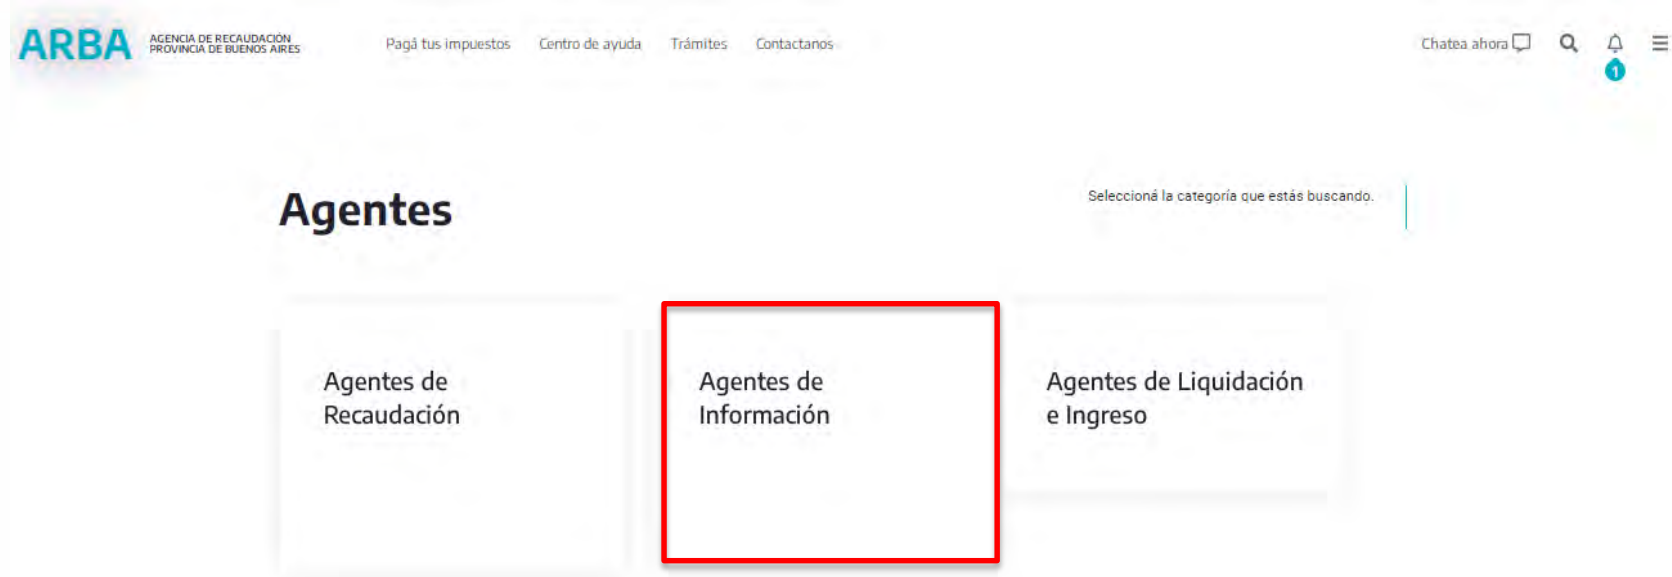 ARBA AGENCIA DE RECAUDACIÓN
PROVINCIA DE BUENOS AIRES
Pagá tus impuestos Centro de ayuda Trámites Contactanos
Chatea ahora
1
Agentes
Seleccioná la categoría que estás buscando.
Agentes de
Recaudación
Agentes de
Información
Agentes de Liquidación
e Ingreso